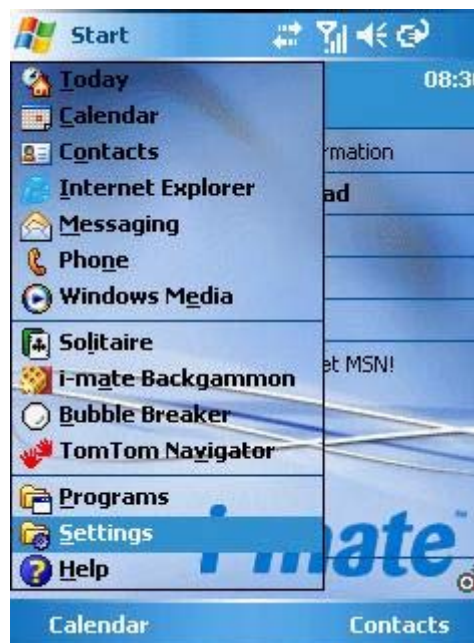 Start
Today
08:3
Calendar
Contacts
rmation
Internet Explorer
ad
Messaging
Phone
Windows Media
Solitaire
et MSN!
i-mate Backgammon
Bubble Breaker
TomTom Navigator
Programs
Settings
i-mate
Help
Calendar
Contacts